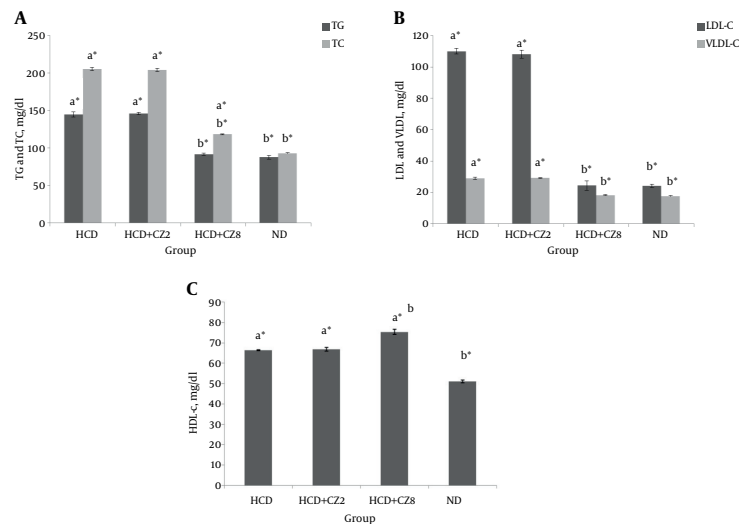 A
TG
TC
250
200
150
100
50
0
TG and TC, mg/dl
a* a* a* a* b* a* b* b* b*
HCD HCD+CZ2 HCD+CZ8 ND
Group
B
LDL-C
VLDL-C
120
100
80
60
40
20
0
LDL and VLDL, mg/dl
a* a* a* a* b* b* b* b*
HCD HCD+CZ2 HCD+CZ8 ND
Group
C
90
80
70
60
50
40
30
20
10
0
HDL-c, mg/dl
a* a* a* b b*
HCD HCD+CZ2 HCD+CZ8 ND
Group